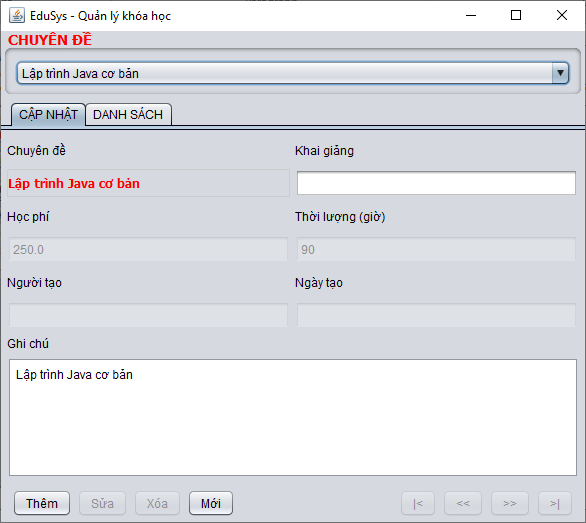 EduSys - Quản lý khóa học
CHUYÊN ĐỀ
Lập trình Java cơ bản
CẬP NHẬT DANH SÁCH
Chuyên đề Khai giảng
Lập trình Java cơ bản
Học phí Thời lượng (giờ)
250.0 90
Người tạo Ngày tạo
Ghi chú
Lập trình Java cơ bản
Thêm Sửa Xóa Mới |< << >> >|